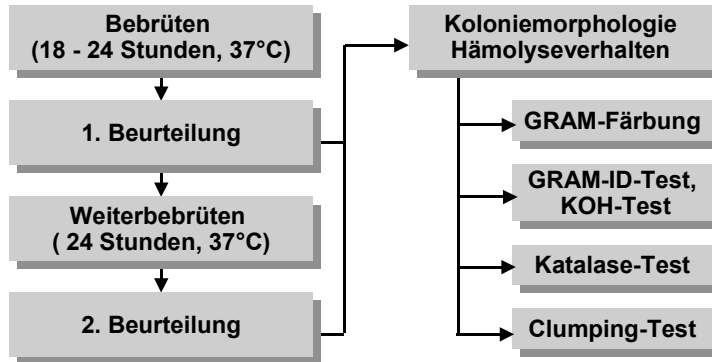 Bebrüten
(18 - 24 Stunden, 37°C)
1. Beurteilung
Weiterbebrüten
( 24 Stunden, 37°C)
2. Beurteilung
Koloniemorphologie
Hämolyseverhalten
GRAM-Färbung
GRAM-ID-Test,
KOH-Test
Katalase-Test
Clumping-Test